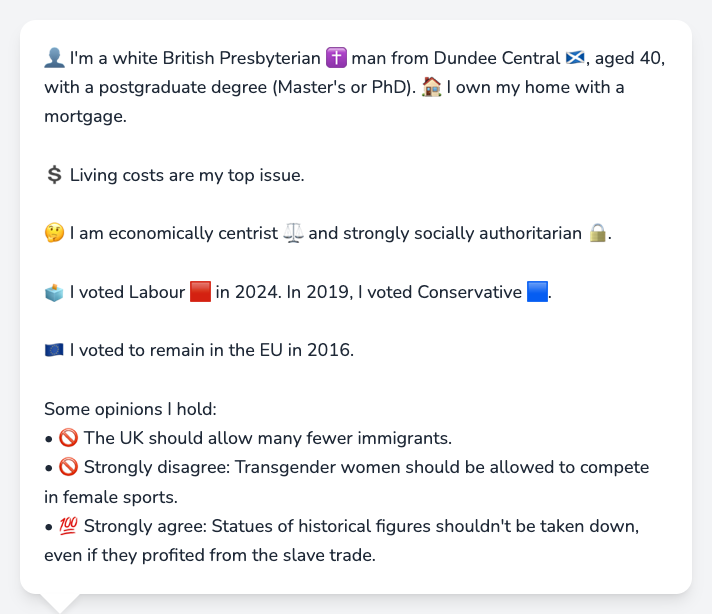 👤 I'm a white British Presbyterian ✝️ man from Dundee Central 🏴󠁧󠁢󠁳󠁣󠁴󠁿, aged 40,
with a postgraduate degree (Master's or PhD). 🏠 I own my home with a
mortgage.
💲 Living costs are my top issue.
🤔 I am economically centrist ⚖️ and strongly socially authoritarian 🔒.
🗳️ I voted Labour 🟥 in 2024. In 2019, I voted Conservative 🟦.
🇪🇺 I voted to remain in the EU in 2016.
Some opinions I hold:
• 🚫 The UK should allow many fewer immigrants.
• 🚫 Strongly disagree: Transgender women should be allowed to compete
in female sports.
• 💯 Strongly agree: Statues of historical figures shouldn't be taken down,
even if they profited from the slave trade.